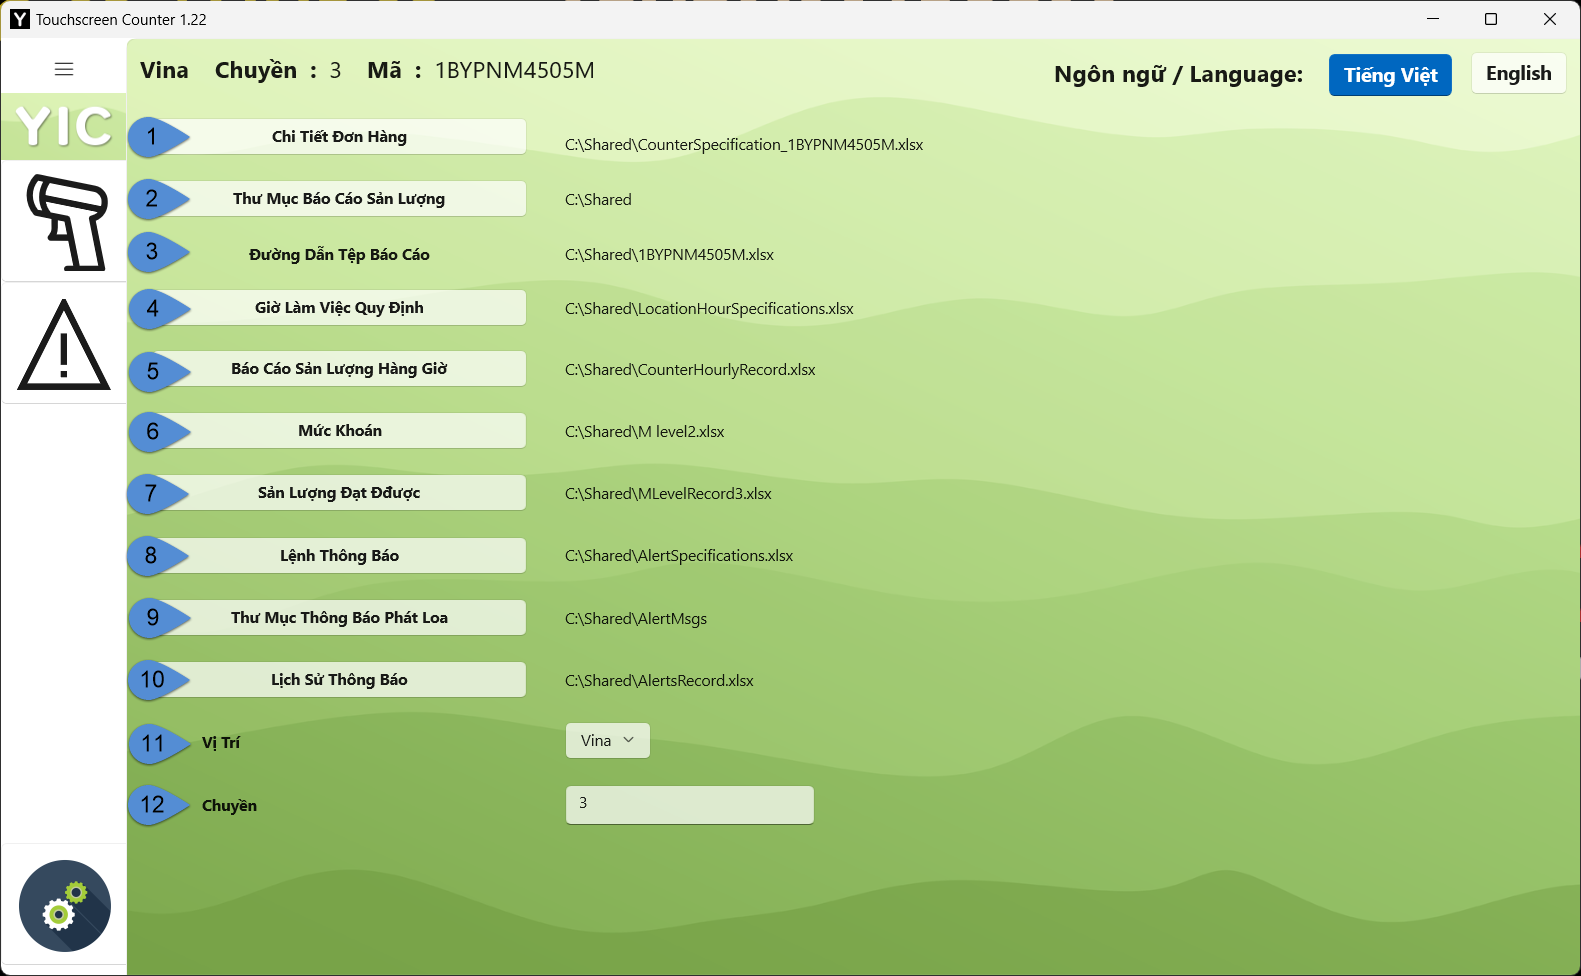 Touchscreen Counter 1.22
Vina Chuyền : 3 Mã : 1BYPNM4505M
Ngôn ngữ / Language: Tiếng Việt English
YIC
1 Chi Tiết Đơn Hàng C:\Shared\CounterSpecification_1BYPNM4505M.xlsx
2 Thư Mục Báo Cáo Sản Lượng C:\Shared
3 Đường Dẫn Tệp Báo Cáo C:\Shared\1BYPNM4505M.xlsx
4 Giờ Làm Việc Quy Định C:\Shared\LocationHourSpecifications.xlsx
5 Báo Cáo Sản Lượng Hàng Giờ C:\Shared\CounterHourlyRecord.xlsx
6 Mức Khoán C:\Shared\M level2.xlsx
7 Sản Lượng Đạt Đđược C:\Shared\MLevelRecord3.xlsx
8 Lệnh Thông Báo C:\Shared\AlertSpecifications.xlsx
9 Thư Mục Thông Báo Phát Loa C:\Shared\AlertMsgs
10 Lịch Sử Thông Báo C:\Shared\AlertsRecord.xlsx
11 Vị Trí Vina
12 Chuyền 3